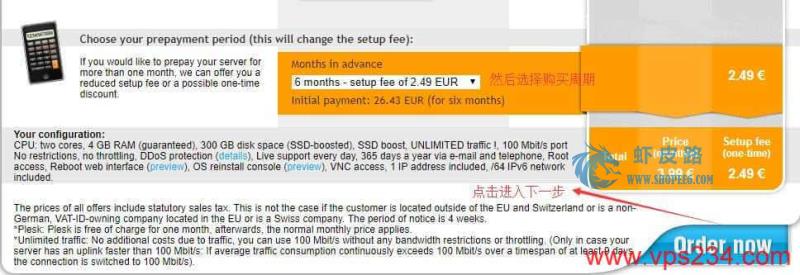 Choose your prepayment period (this will change the setup fee):
If you would like to prepay your server for
more than one month, we can offer you a
reduced setup fee or a possible one-time
discount.
Months in advance
6 months - setup fee of 2.49 EUR
然后选择购买周期
Initial payment: 26.43 EUR (for six months)
2.49 €
Your configuration:
CPU: two cores, 4 GB RAM (guaranteed), 300 GB disk space (SSD-boosted), SSD boost, UNLIMITED traffic !, 100 Mbit/s port
No restrictions, no throttling, DDoS protection (details), Live support every day, 365 days a year via e-mail and telephone, Root
access, Reboot web interface (preview), OS reinstall console (preview), VNC access, 1 IP address included, /64 IPv6 network
included.
Total
Price
Setup fee
(one-time)
3.99 €
2.49 €
虾皮路
WWW.SHOPEE6.COM
点击进入下一步
The prices of all offers include statutory sales tax. This is not the case if the customer is located outside of the EU and Switzerland or is a non-
German, VAT-ID-owning company located in the EU or is a Swiss company. The period of notice is 4 weeks.
*Plesk: Plesk is free of charge for one month, afterwards, the normal monthly price applies.
*Unlimited traffic: No additional costs due to traffic, you can use 100 Mbit/s without any bandwidth restrictions or throttling. (Only in case your
server has an uplink faster than 100 Mbit/s: If average traffic consumption continuously exceeds 100 Mbit/s over a timespan of at least 9 days
the connection is switched to 100 Mbit/s).
Order now
www.vps234.com